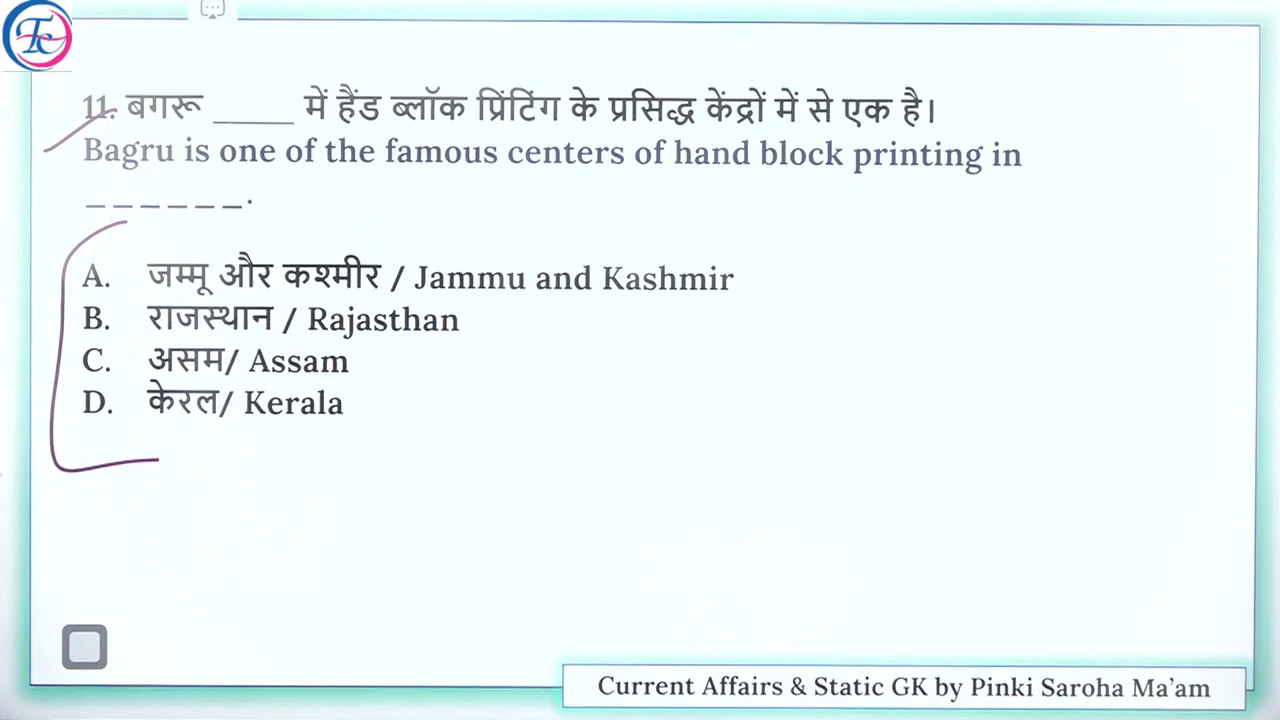 Tc
11. बगरू _____ में हैंड ब्लॉक प्रिंटिंग के प्रसिद्ध केंद्रों में से एक है।
Bagru is one of the famous centers of hand block printing in
______.
A. जम्मू और कश्मीर / Jammu and Kashmir
B. राजस्थान / Rajasthan
C. असम/ Assam
D. केरल/ Kerala
Current Affairs & Static GK by Pinki Saroha Ma'am